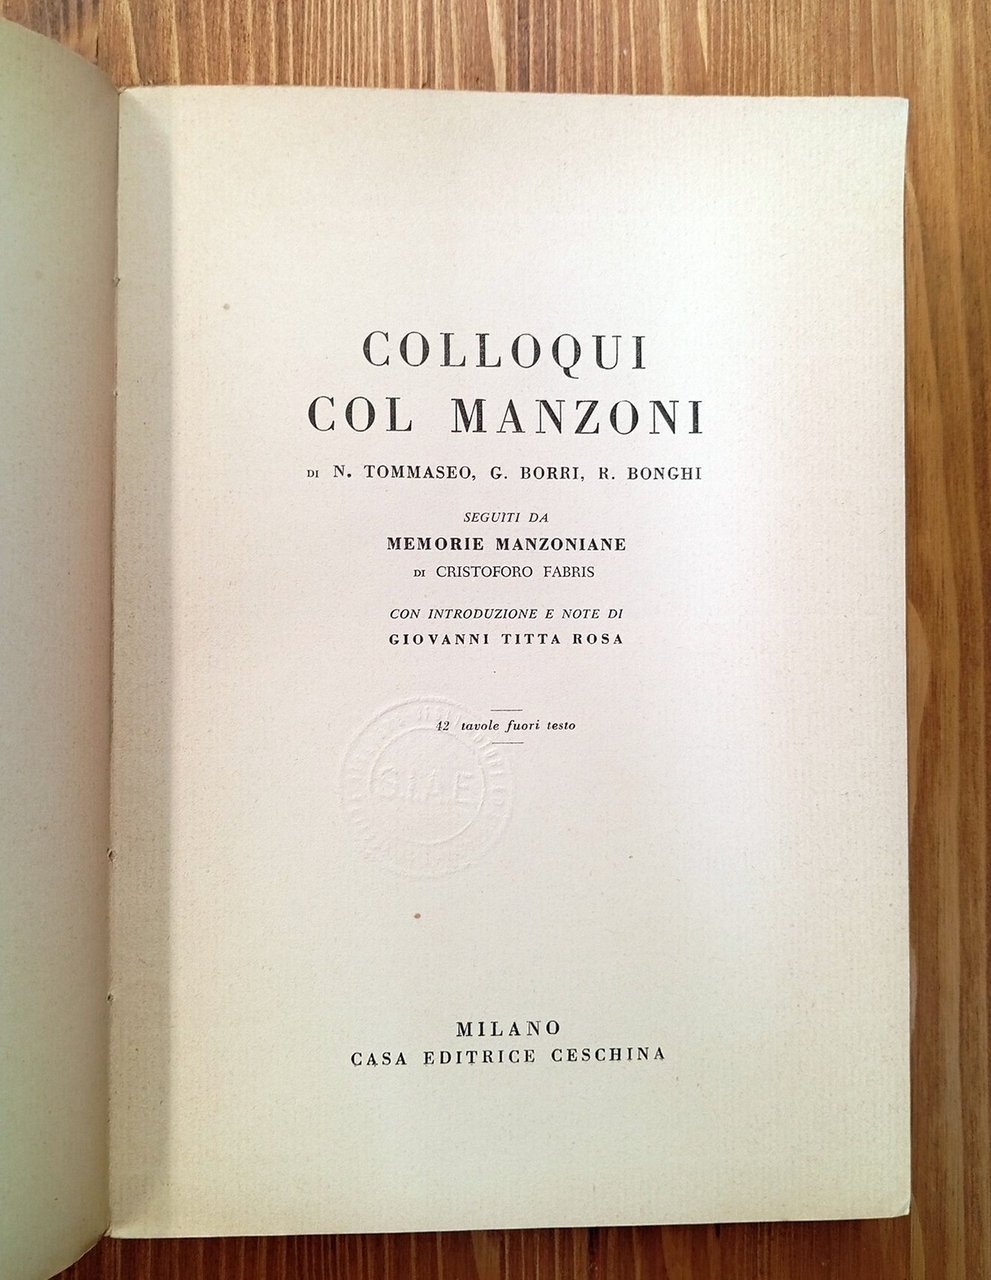 COLLOQUI
COL MANZONI
DI N. TOMMASEO, G. BORRI, R. BONGHI
SEGUITI DA
MEMORIE MANZONIANE
DI CRISTOFORO FABRIS
CON INTRODUZIONE E NOTE DI
GIOVANNI TITTA ROSA
42 tavole fuori testo
S.I.A.E
MILANO
CASA EDITRICE CESCHINA